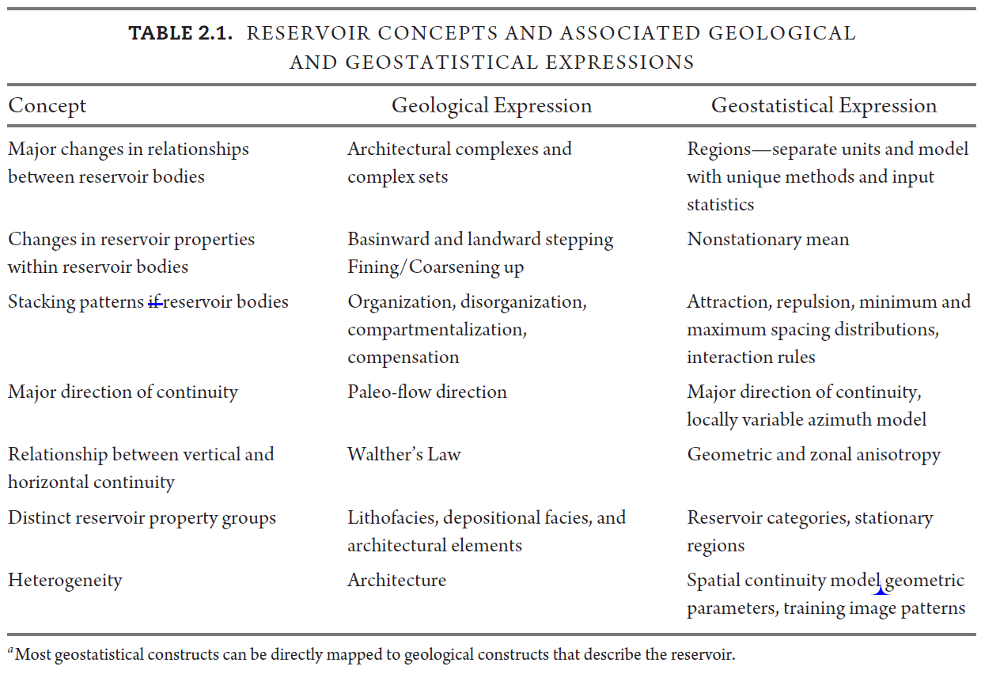 TABLE 2.1. RESERVOIR CONCEPTS AND ASSOCIATED GEOLOGICAL
AND GEOSTATISTICAL EXPRESSIONS
Concept Geological Expression Geostatistical Expression
Major changes in relationships Architectural complexes and Regions—separate units and model
between reservoir bodies complex sets with unique methods and input
statistics
Changes in reservoir properties Basinward and landward stepping Nonstationary mean
within reservoir bodies Fining/Coarsening up
Stacking patterns if reservoir bodies Organization, disorganization, Attraction, repulsion, minimum and
compartmentalization, maximum spacing distributions,
compensation interaction rules
Major direction of continuity Paleo-flow direction Major direction of continuity,
locally variable azimuth model
Relationship between vertical and Walther’s Law Geometric and zonal anisotropy
horizontal continuity
Distinct reservoir property groups Lithofacies, depositional facies, and Reservoir categories, stationary
architectural elements regions
Heterogeneity Architecture Spatial continuity model geometric
parameters, training image patterns
a Most geostatistical constructs can be directly mapped to geological constructs that describe the reservoir.